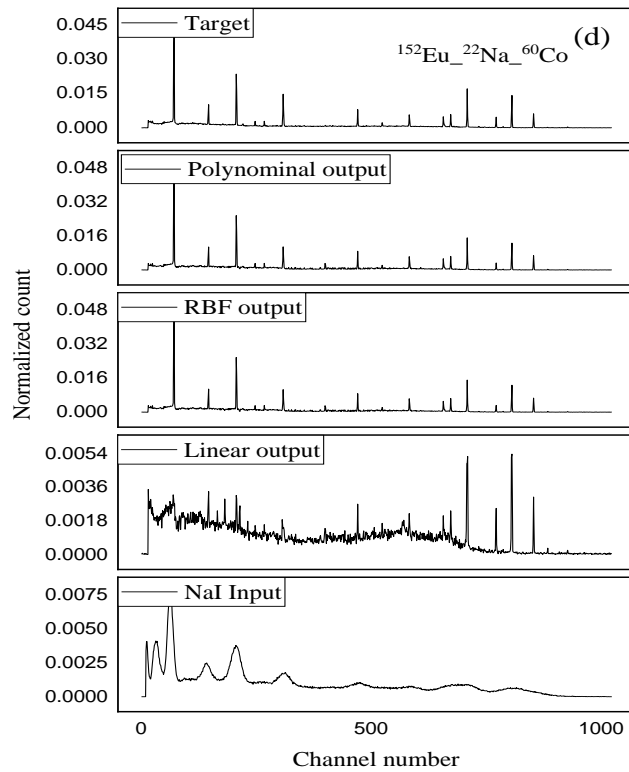 0.045
Target
(d)
¹⁵²Eu_²²Na_⁶⁰Co
0.030
0.015
0.000
0.048
Polynominal output
0.032
0.016
0.000
0.048
RBF output
0.032
0.016
0.000
Normalized count
0.0054
Linear output
0.0036
0.0018
0.0000
0.0075
NaI Input
0.0050
0.0025
0.0000
0 500 1000
Channel number